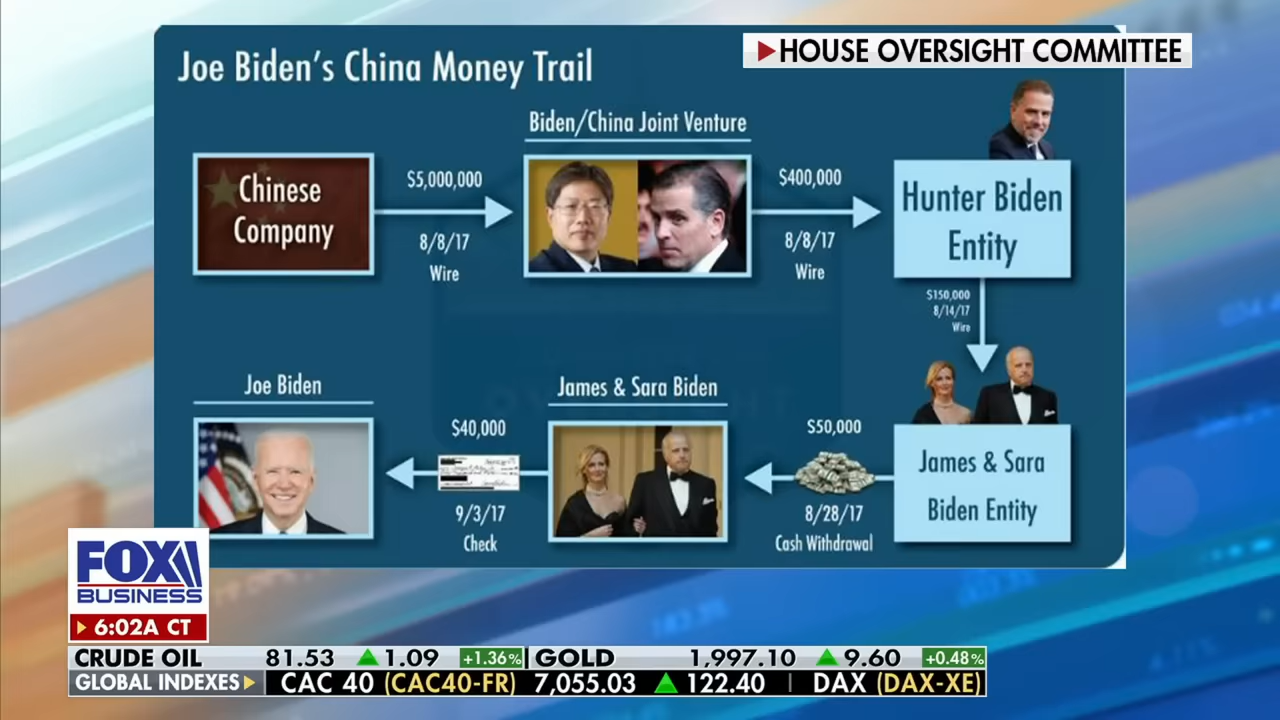 HOUSE OVERSIGHT COMMITTEE
Joe Biden's China Money Trail
Biden/China Joint Venture
Chinese
Company
$5,000,000
8/8/17
Wire
$400,000
8/8/17
Wire
Hunter Biden
Entity
$150,000
8/14/17
Wire
Joe Biden
$40,000
9/3/17
Check
James & Sara Biden
$50,000
8/28/17
Cash Withdrawal
James & Sara
Biden Entity
FOX
BUSINESS
6:02A CT
CRUDE OIL 81.53 ▲ 1.09 +1.36% GOLD 1,997.10 ▲ 9.60 +0.48%
GLOBAL INDEXES CAC 40 (CAC40-FR) 7,055.03 ▲ 122.40 | DAX (DAX-XE)